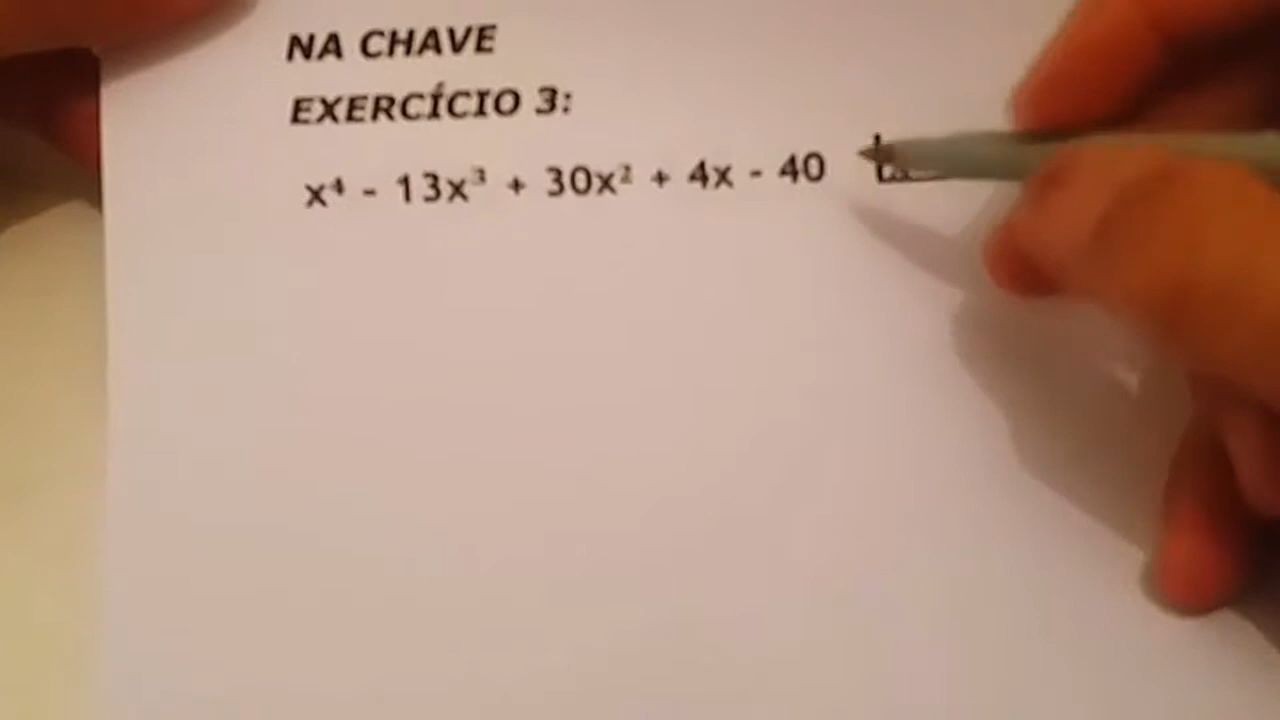 NA CHAVE
EXERCÍCIO 3:
x⁴ - 13x³ + 30x² + 4x - 40